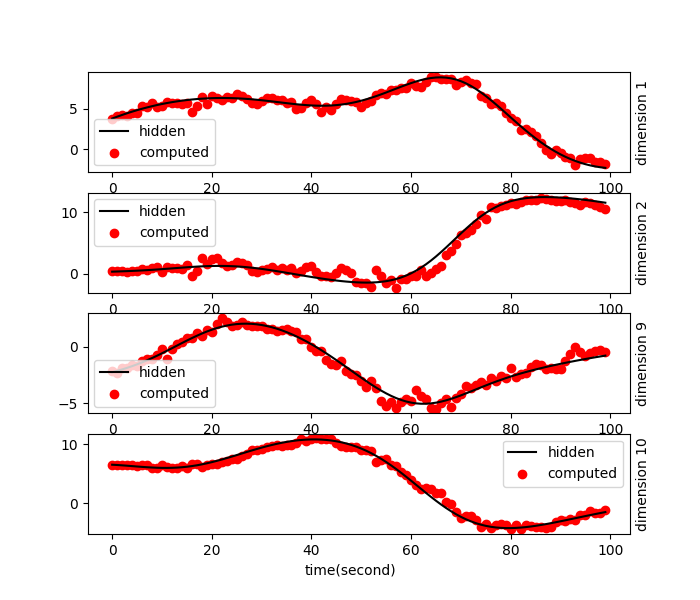 5
0
hidden
computed
0 20 40 60 80 100
dimension 1
10
0
hidden
computed
0 20 40 60 80 100
dimension 2
0
−5
hidden
computed
0 20 40 60 80 100
dimension 9
10
0
hidden
computed
0 20 40 60 80 100
dimension 10
time(second)